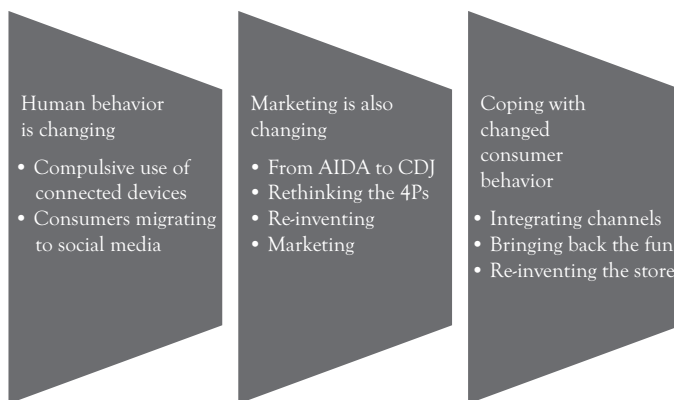 Human behavior
is changing
• Compulsive use of
connected devices
• Consumers migrating
to social media
Marketing is also
changing
• From AIDA to CDJ
• Rethinking the 4Ps
• Re-inventing
• Marketing
Coping with
changed
consumer
behavior
• Integrating channels
• Bringing back the fun
• Re-inventing the store